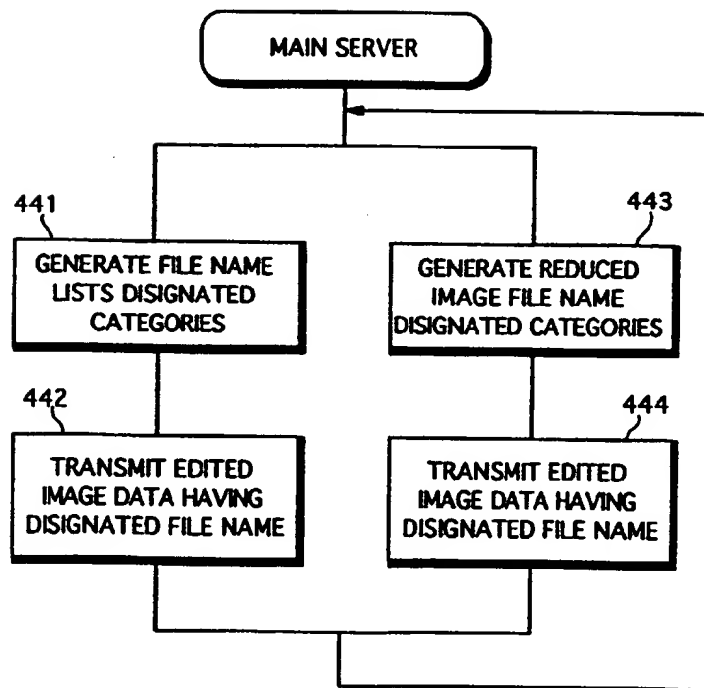 MAIN SERVER
441
GENERATE FILE NAME
LISTS DISIGNATED
CATEGORIES
443
GENERATE REDUCED
IMAGE FILE NAME
DISIGNATED CATEGORIES
442
TRANSMIT EDITED
IMAGE DATA HAVING
DISIGNATED FILE NAME
444
TRANSMIT EDITED
IMAGE DATA HAVING
DISIGNATED FILE NAME